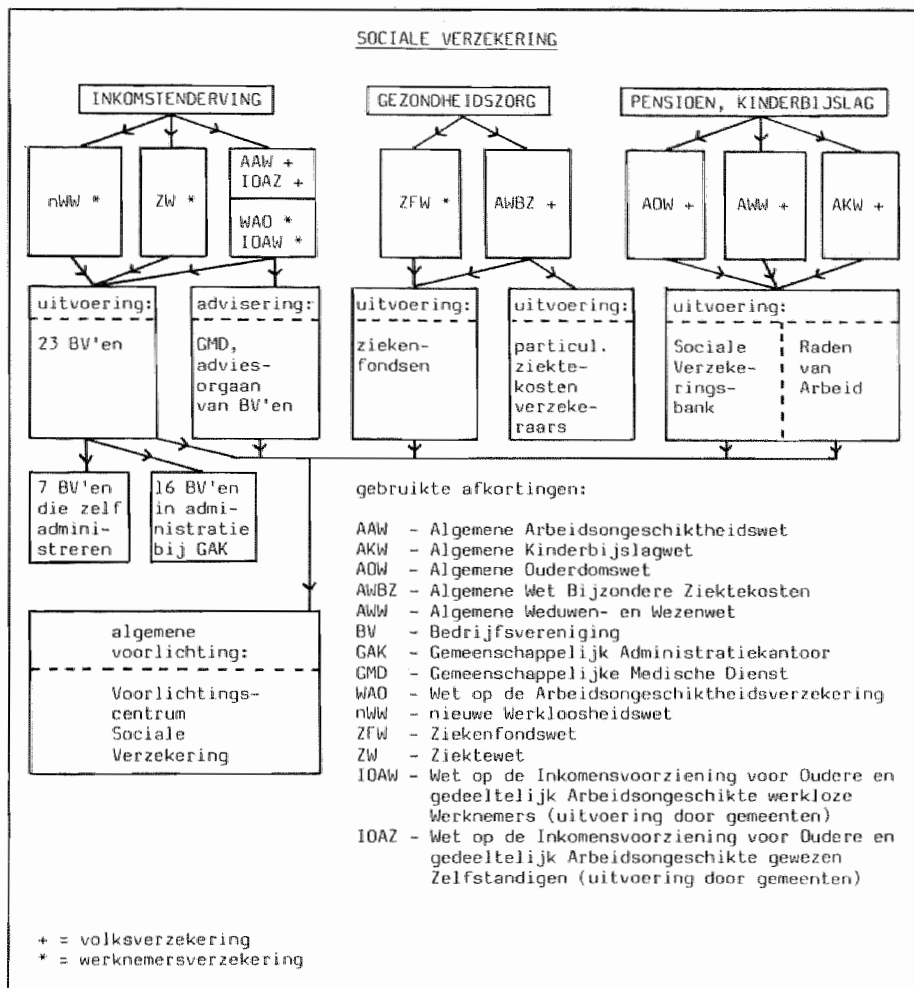 SOCIALE VERZEKERING
INKOMSTENDERVING
GEZONDHEIDSZORG
PENSIOEN, KINDERBIJSLAG
nWW *
ZW *
AAW +
IOAZ +
WAO *
IOAW *
ZFW *
AWBZ +
AOW +
AWW +
AKW +
uitvoering:
23 BV'en
advisering:
GMD,
advies-
orgaan
van BV'en
uitvoering:
zieken-
fondsen
uitvoering:
particul.
ziekte-
kosten
verzeke-
raars
uitvoering:
Sociale
Verzeke-
rings-
bank
Raden
van
Arbeid
7 BV'en
die zelf
admini-
streren
16 BV'en
in admi-
nistratie
bij GAK
algemene
voorlichting:
Voorlichtings-
centrum
Sociale
Verzekering
gebruikte afkortingen:
AAW – Algemene Arbeidsongeschiktheidswet
AKW – Algemene Kinderbijslagwet
AOW – Algemene Ouderdomswet
AWBZ – Algemene Wet Bijzondere Ziektekosten
AWW – Algemene Weduwen- en Wezenwet
BV – Bedrijfsvereniging
GAK – Gemeenschappelijk Administratiekantoor
GMD – Gemeenschappelijke Medische Dienst
WAO – Wet op de Arbeidsongeschiktheidsverzekering
nWW – nieuwe Werkloosheidswet
ZFW – Ziekenfondswet
ZW – Ziektewet
IOAW – Wet op de Inkomensvoorziening voor Oudere en
gedeeltelijk Arbeidsongeschikte werkloze
Werknemers (uitvoering door gemeenten)
IOAZ – Wet op de Inkomensvoorziening voor Oudere en
gedeeltelijk Arbeidsongeschikte gewezen
Zelfstandigen (uitvoering door gemeenten)
+ = volksverzekering
* = werknemersverzekering